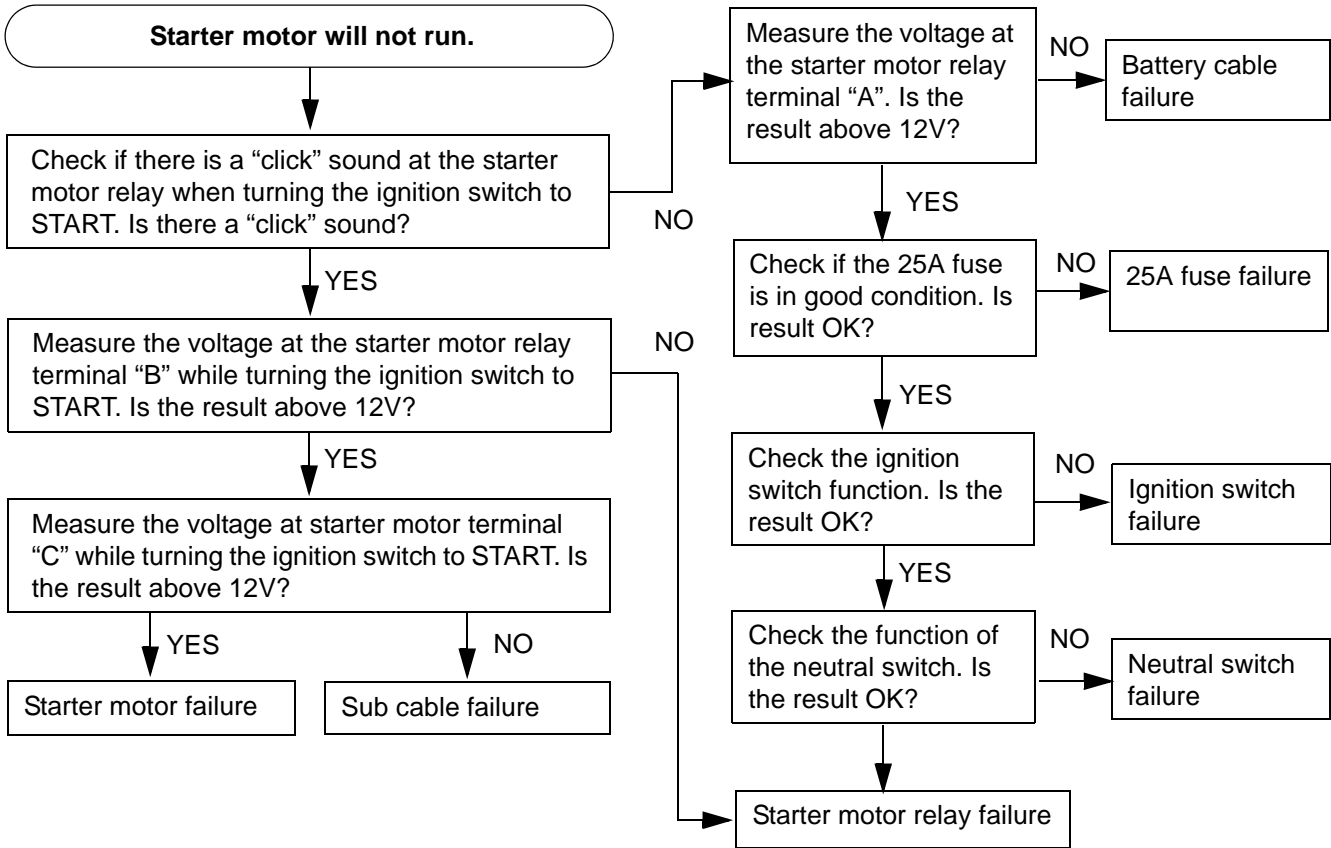 Starter motor will not run.
Check if there is a “click” sound at the starter
motor relay when turning the ignition switch to
START. Is there a “click” sound?
NO
YES
Measure the voltage at the starter motor relay
terminal “B” while turning the ignition switch to
START. Is the result above 12V?
NO
YES
Measure the voltage at starter motor terminal
“C” while turning the ignition switch to START. Is
the result above 12V?
YES
NO
Starter motor failure
Sub cable failure
Measure the voltage at
the starter motor relay
terminal “A”. Is the
result above 12V?
NO
Battery cable
failure
YES
Check if the 25A fuse
is in good condition. Is
result OK?
NO
25A fuse failure
YES
Check the ignition
switch function. Is the
result OK?
NO
Ignition switch
failure
YES
Check the function of
the neutral switch. Is
the result OK?
NO
Neutral switch
failure
Starter motor relay failure